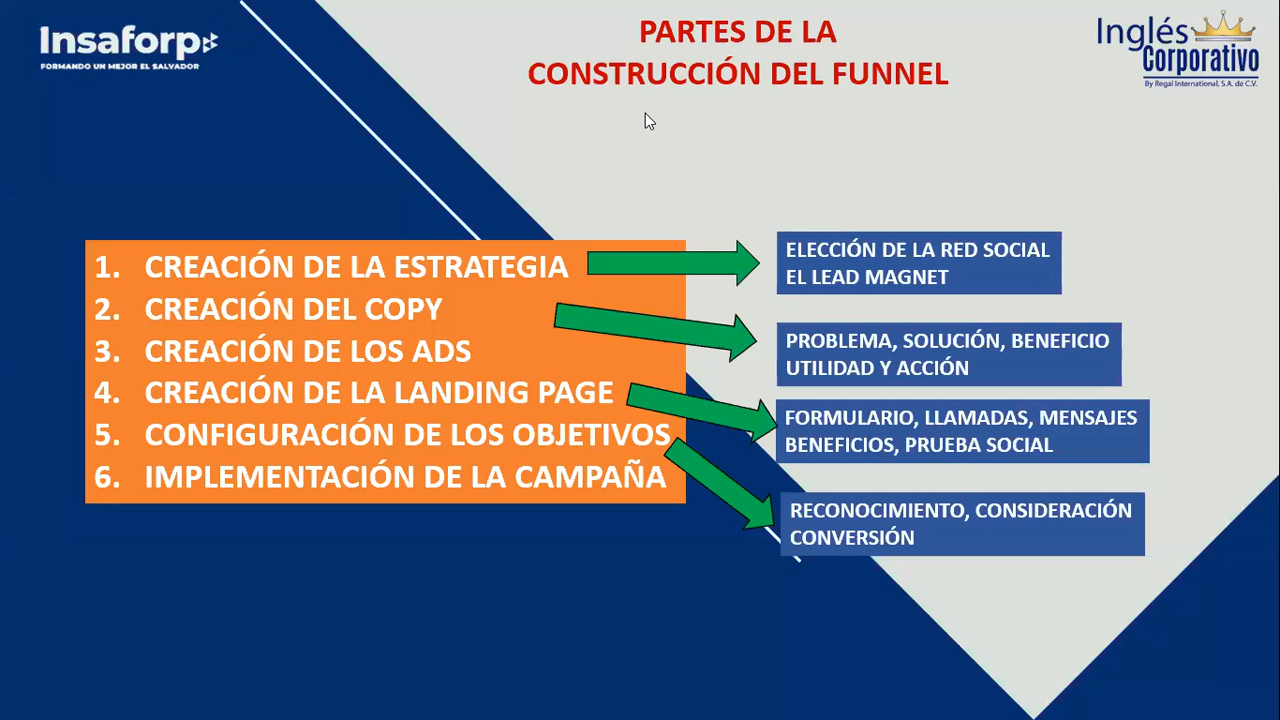 Insaforp
FORMANDO UN MEJOR EL SALVADOR
PARTES DE LA
CONSTRUCCIÓN DEL FUNNEL
Inglés
Corporativo
By Regal International, S.A. de C.V.
1. CREACIÓN DE LA ESTRATEGIA
2. CREACIÓN DEL COPY
3. CREACIÓN DE LOS ADS
4. CREACIÓN DE LA LANDING PAGE
5. CONFIGURACIÓN DE LOS OBJETIVOS
6. IMPLEMENTACIÓN DE LA CAMPAÑA
ELECCIÓN DE LA RED SOCIAL
EL LEAD MAGNET
PROBLEMA, SOLUCIÓN, BENEFICIO
UTILIDAD Y ACCIÓN
FORMULARIO, LLAMADAS, MENSAJES
BENEFICIOS, PRUEBA SOCIAL
RECONOCIMIENTO, CONSIDERACIÓN
CONVERSIÓN